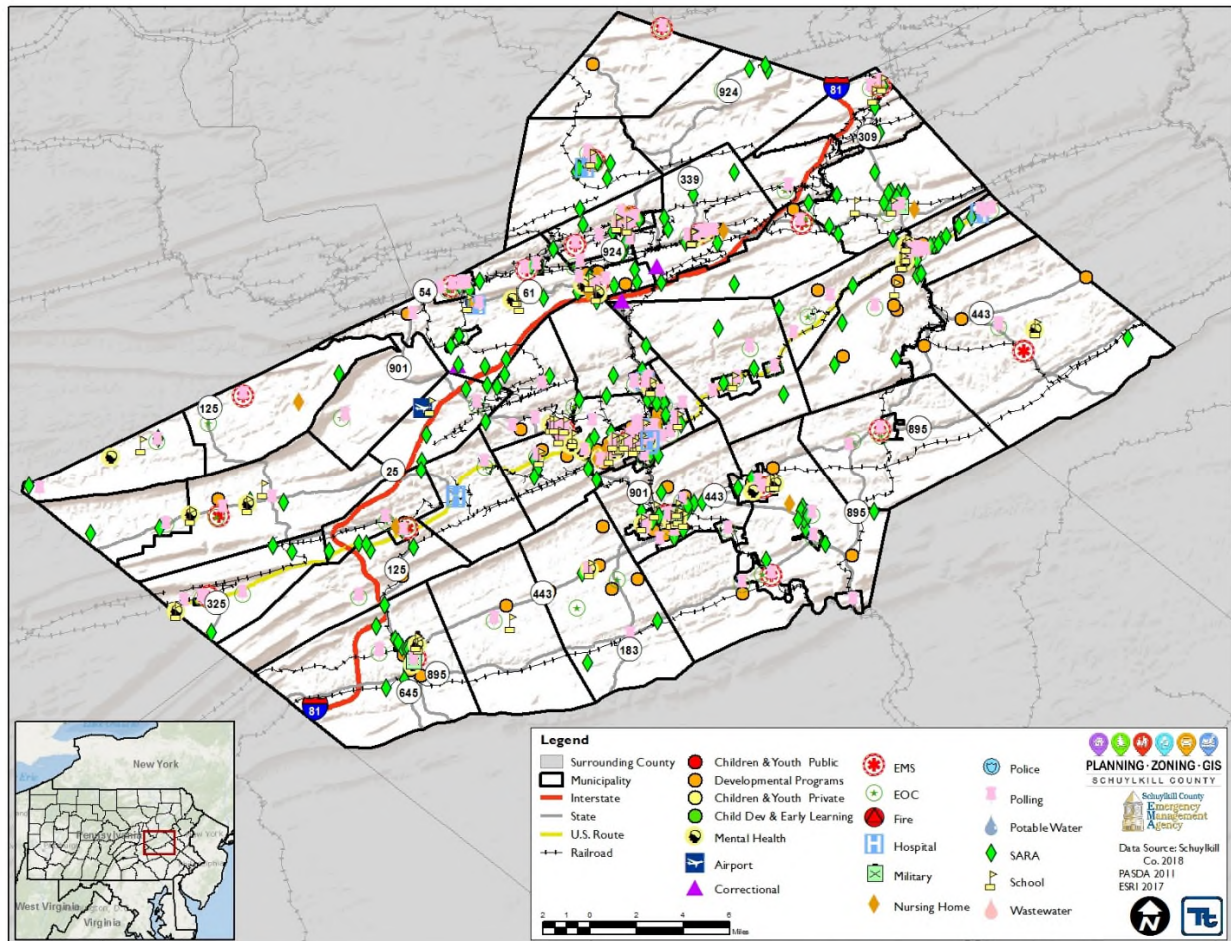 81
924
309
339
924
54
61
443
901
125
895
25
901
443
895
125
325
443
183
895
645
81
New York
Pennsylvania
West Virginia
Virginia
Legend
Surrounding County
Municipality
Interstate
State
U.S. Route
Railroad
Children & Youth Public
Developmental Programs
Children & Youth Private
Child Dev & Early Learning
Mental Health
Airport
Correctional
EMS
EOC
Fire
Hospital
Military
Nursing Home
Police
Polling
Potable Water
SARA
School
Wastewater
2 1 0 2 4 6
Miles
PLANNING · ZONING · GIS
SCHUYLKILL COUNTY
Schuylkill County
Emergency
Management
Agency
Data Source: Schuylkill
Co. 2018
PASDA 2011
ESRI 2017
N
Tt